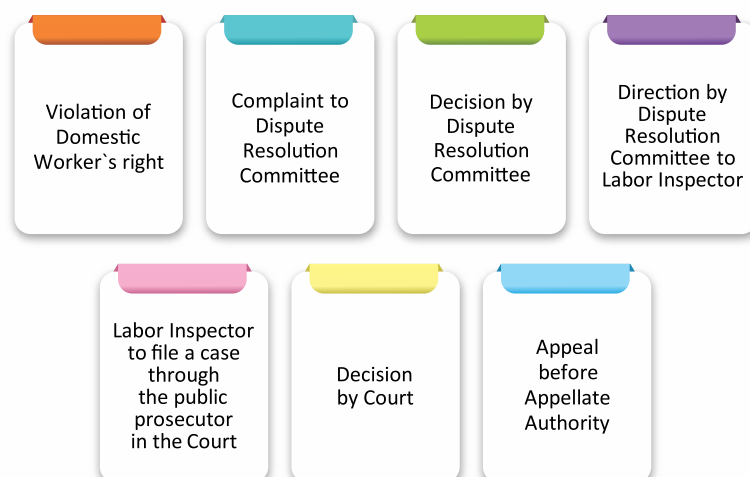 Violation of
Domestic
Worker`s right
Complaint to
Dispute
Resolution
Committee
Decision by
Dispute
Resolution
Committee
Direction by
Dispute
Resolution
Committee to
Labor Inspector
Labor Inspector
to file a case
through
the public
prosecutor
in the Court
Decision
by Court
Appeal
before
Appellate
Authority